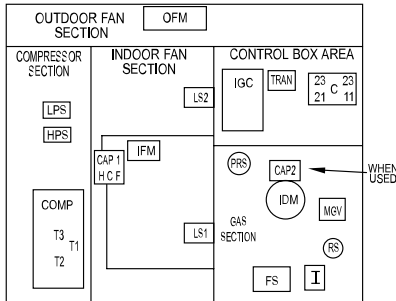 OUTDOOR FAN
SECTION
OFM
COMPRESSOR
SECTION
INDOOR FAN
SECTION
CONTROL BOX AREA
LPS
HPS
COMP
T3
T1
T2
CAP 1
H C F
IFM
LS2
LS1
IGC
TRAN
23 C 23
21 11
PRS
CAP2
WHEN
USED
IDM
MGV
GAS
SECTION
RS
FS
I